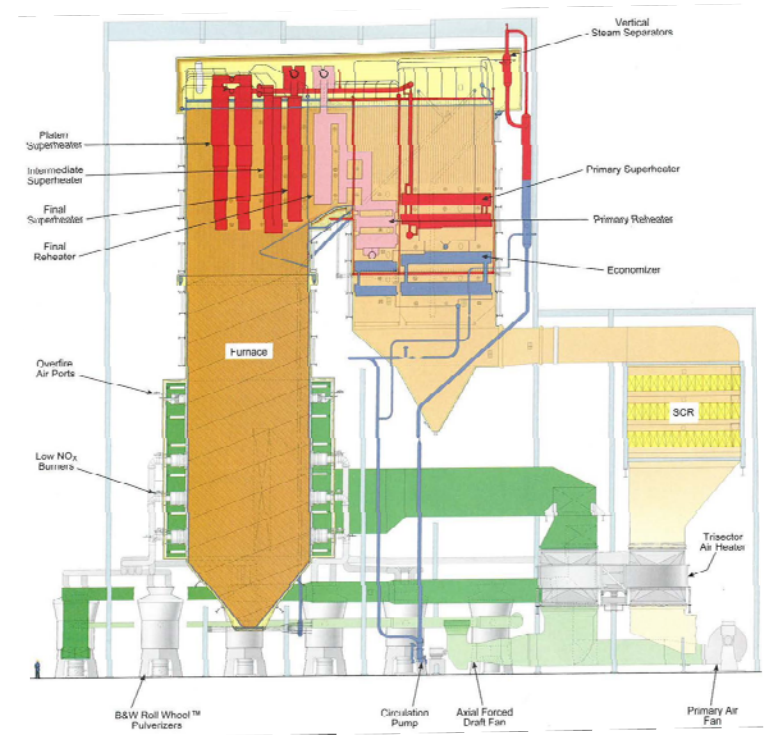 Vertical
Steam Separators
Platen
Superheater
Intermediate
Superheater
Final
Superheater
Final
Reheater
Primary Superheater
Primary Reheater
Economizer
Furnace
Overfire
Air Ports
SCR
Low NOx
Burners
Trisector
Air Heater
B&W Roll Wheel™
Pulverizers
Circulation
Pump
Axial Forced
Draft Fan
Primary Air
Fan